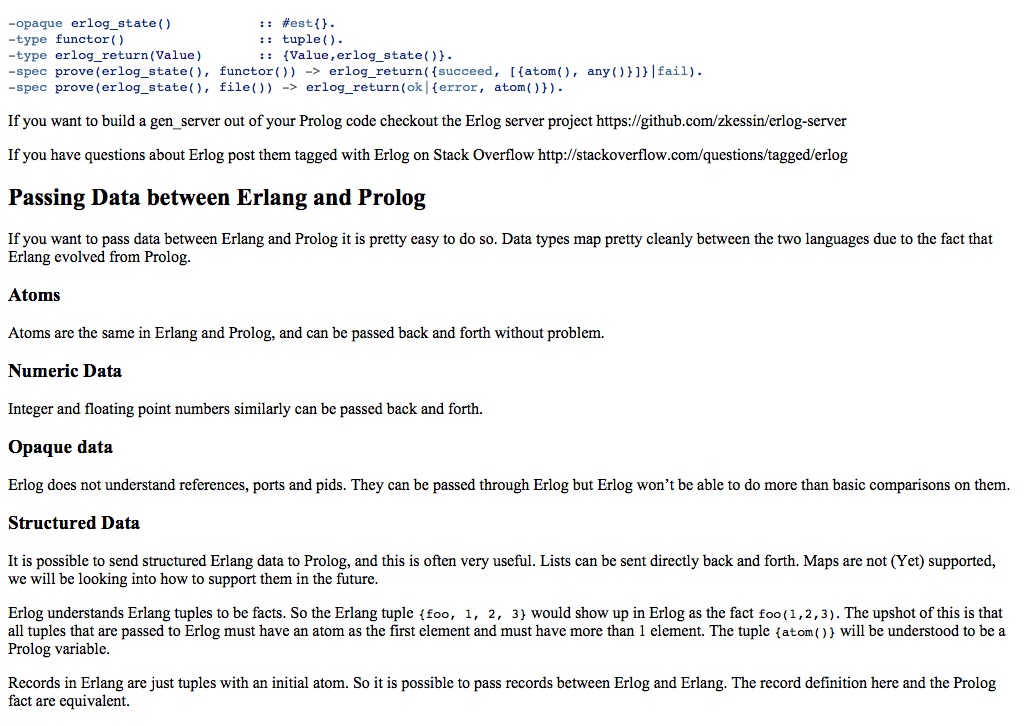 -opaque erlog_state()           :: #est{}.
-type functor()                 :: tuple().
-type erlog_return(Value)       :: {Value,erlog_state()}.
-spec prove(erlog_state(), functor()) -> erlog_return({succeed, [{atom(), any()}]}|fail).
-spec prove(erlog_state(), file()) -> erlog_return(ok|{error, atom()}).
If you want to build a gen_server out of your Prolog code checkout the Erlog server project https://github.com/zkessin/erlog-server
If you have questions about Erlog post them tagged with Erlog on Stack Overflow http://stackoverflow.com/questions/tagged/erlog
Passing Data between Erlang and Prolog
If you want to pass data between Erlang and Prolog it is pretty easy to do so. Data types map pretty cleanly between the two languages due to the fact that
Erlang evolved from Prolog.
Atoms
Atoms are the same in Erlang and Prolog, and can be passed back and forth without problem.
Numeric Data
Integer and floating point numbers similarly can be passed back and forth.
Opaque data
Erlog does not understand references, ports and pids. They can be passed through Erlog but Erlog won’t be able to do more than basic comparisons on them.
Structured Data
It is possible to send structured Erlang data to Prolog, and this is often very useful. Lists can be sent directly back and forth. Maps are not (Yet) supported,
we will be looking into how to support them in the future.
Erlog understands Erlang tuples to be facts. So the Erlang tuple {foo, 1, 2, 3} would show up in Erlog as the fact foo(1,2,3). The upshot of this is that
all tuples that are passed to Erlog must have an atom as the first element and must have more than 1 element. The tuple {atom()} will be understood to be a
Prolog variable.
Records in Erlang are just tuples with an initial atom. So it is possible to pass records between Erlog and Erlang. The record definition here and the Prolog
fact are equivalent.